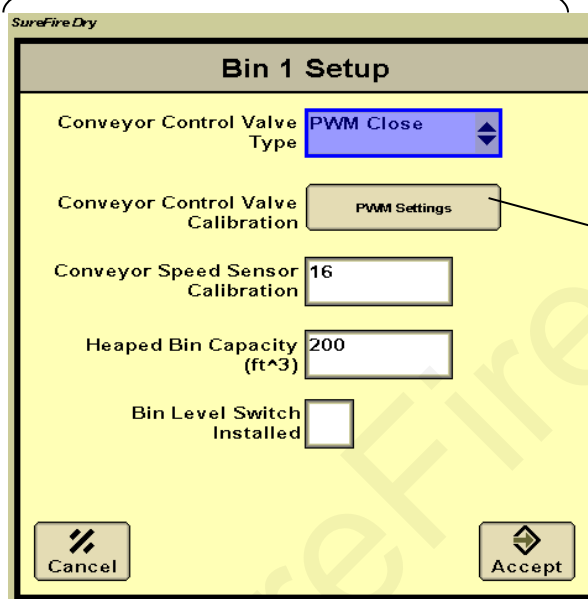 SureFire Dry
Bin 1 Setup
Conveyor Control Valve
Type
PWM Close
Conveyor Control Valve
Calibration
PWM Settings
Conveyor Speed Sensor
Calibration
16
Heaped Bin Capacity
(ft^3)
200
Bin Level Switch
Installed
Cancel
Accept